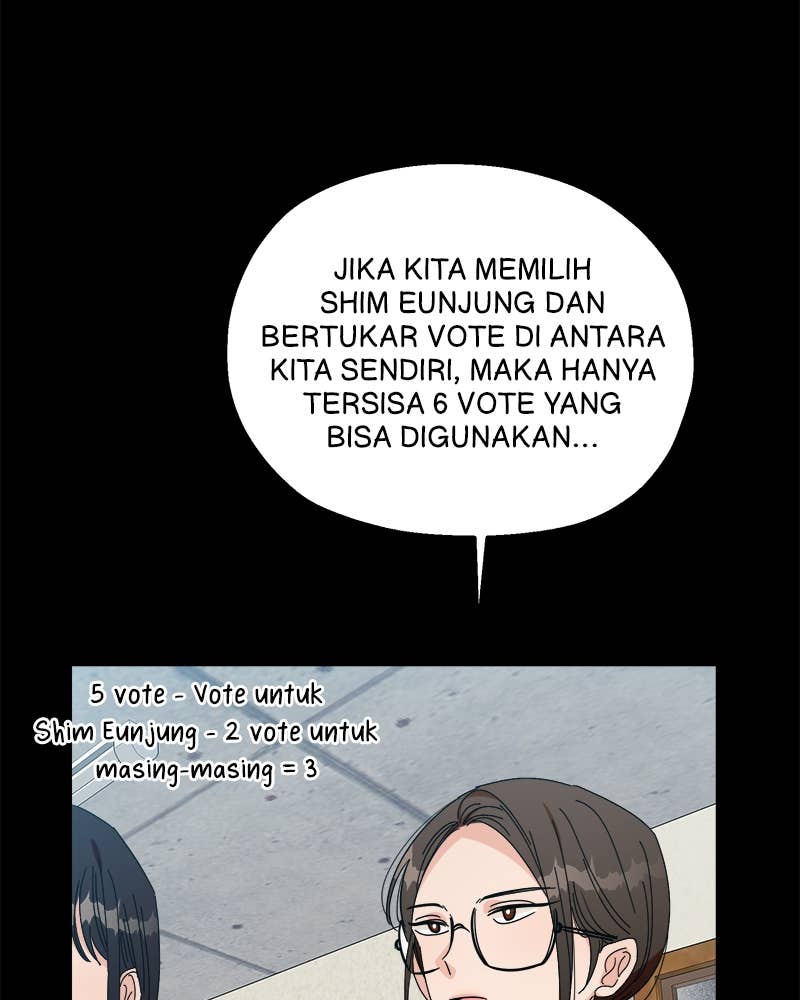 JIKA KITA MEMILIH
SHIM EUNJUNG DAN
BERTUKAR VOTE DI ANTARA
KITA SENDIRI, MAKA HANYA
TERSISA 6 VOTE YANG
BISA DIGUNAKAN...
5 vote - Vote untuk
Shim Eunjung - 2 vote untuk
masing-masing = 3